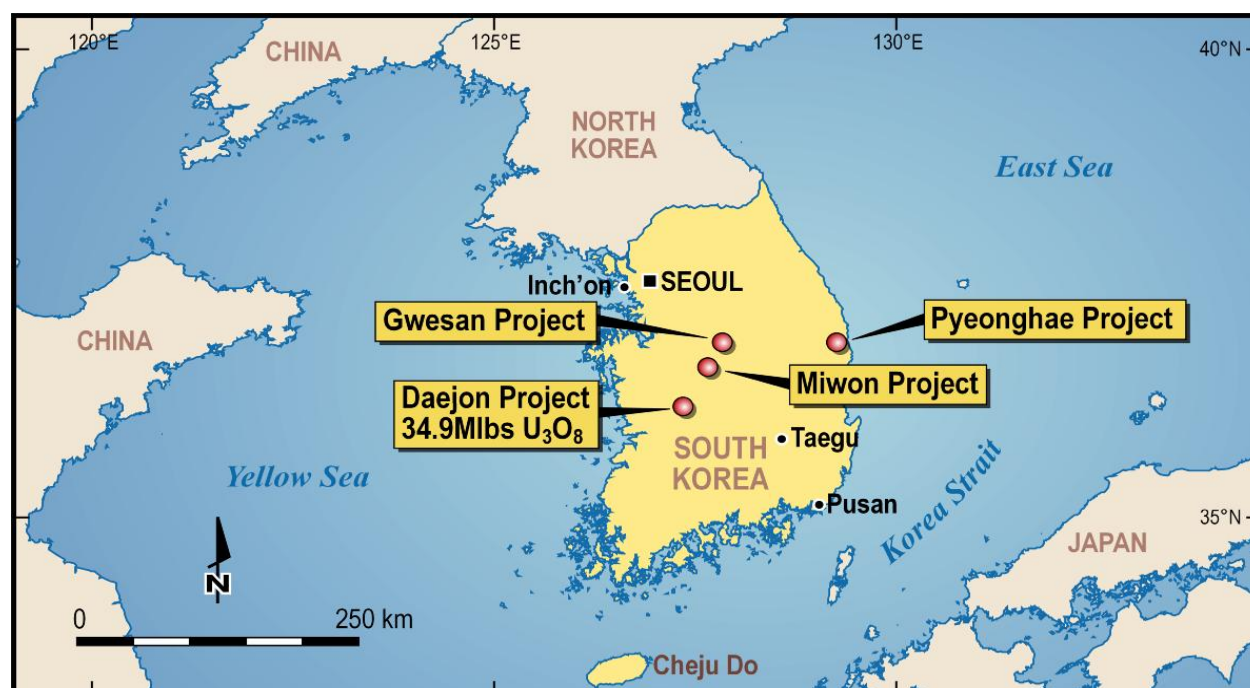 120°E
125°E
130°E
40°N
CHINA
NORTH
KOREA
East Sea
Inch'on
SEOUL
Gwesan Project
Pyeonghae Project
CHINA
Miwon Project
Daejon Project
34.9Mlbs U₃O₈
Taegu
SOUTH
KOREA
Yellow Sea
Pusan
Korea Strait
35°N
JAPAN
N
0
250 km
Cheju Do